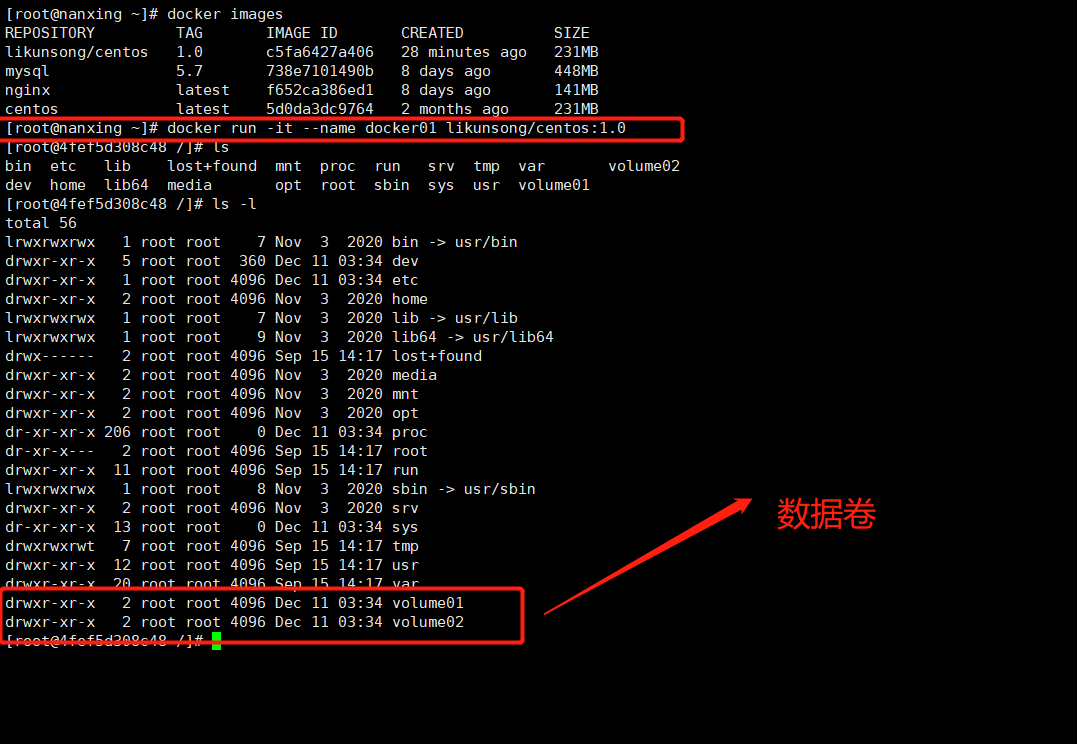 [root@nanxing ~]# docker images
REPOSITORY         TAG       IMAGE ID       CREATED          SIZE
likunsong/centos   1.0       c5fa6427a406   28 minutes ago   231MB
mysql              5.7       738e7101490b   8 days ago       448MB
nginx              latest    f652ca386ed1   8 days ago       141MB
centos             latest    5d0da3dc9764   2 months ago     231MB
[root@nanxing ~]# docker run -it --name docker01 likunsong/centos:1.0
[root@4fef5d308c48 /]# ls
bin  etc   lib    lost+found  mnt  proc  run   srv  tmp  var       volume02
dev  home  lib64  media       opt  root  sbin  sys  usr  volume01
[root@4fef5d308c48 /]# ls -l
total 56
lrwxrwxrwx   1 root root    7 Nov  3  2020 bin -> usr/bin
drwxr-xr-x   5 root root  360 Dec 11 03:34 dev
drwxr-xr-x   1 root root 4096 Dec 11 03:34 etc
drwxr-xr-x   2 root root 4096 Nov  3  2020 home
lrwxrwxrwx   1 root root    7 Nov  3  2020 lib -> usr/lib
lrwxrwxrwx   1 root root    9 Nov  3  2020 lib64 -> usr/lib64
drwx------   2 root root 4096 Sep 15 14:17 lost+found
drwxr-xr-x   2 root root 4096 Nov  3  2020 media
drwxr-xr-x   2 root root 4096 Nov  3  2020 mnt
drwxr-xr-x   2 root root 4096 Nov  3  2020 opt
dr-xr-xr-x 206 root root    0 Dec 11 03:34 proc
dr-xr-x---   2 root root 4096 Sep 15 14:17 root
drwxr-xr-x  11 root root 4096 Sep 15 14:17 run
lrwxrwxrwx   1 root root    8 Nov  3  2020 sbin -> usr/sbin
drwxr-xr-x   2 root root 4096 Nov  3  2020 srv
dr-xr-xr-x  13 root root    0 Dec 11 03:34 sys
drwxrwxrwt   7 root root 4096 Sep 15 14:17 tmp
drwxr-xr-x  12 root root 4096 Sep 15 14:17 usr
drwxr-xr-x  20 root root 4096 Sep 15 14:17 var
drwxr-xr-x   2 root root 4096 Dec 11 03:34 volume01
drwxr-xr-x   2 root root 4096 Dec 11 03:34 volume02
[root@4fef5d308c48 /]#
数据卷